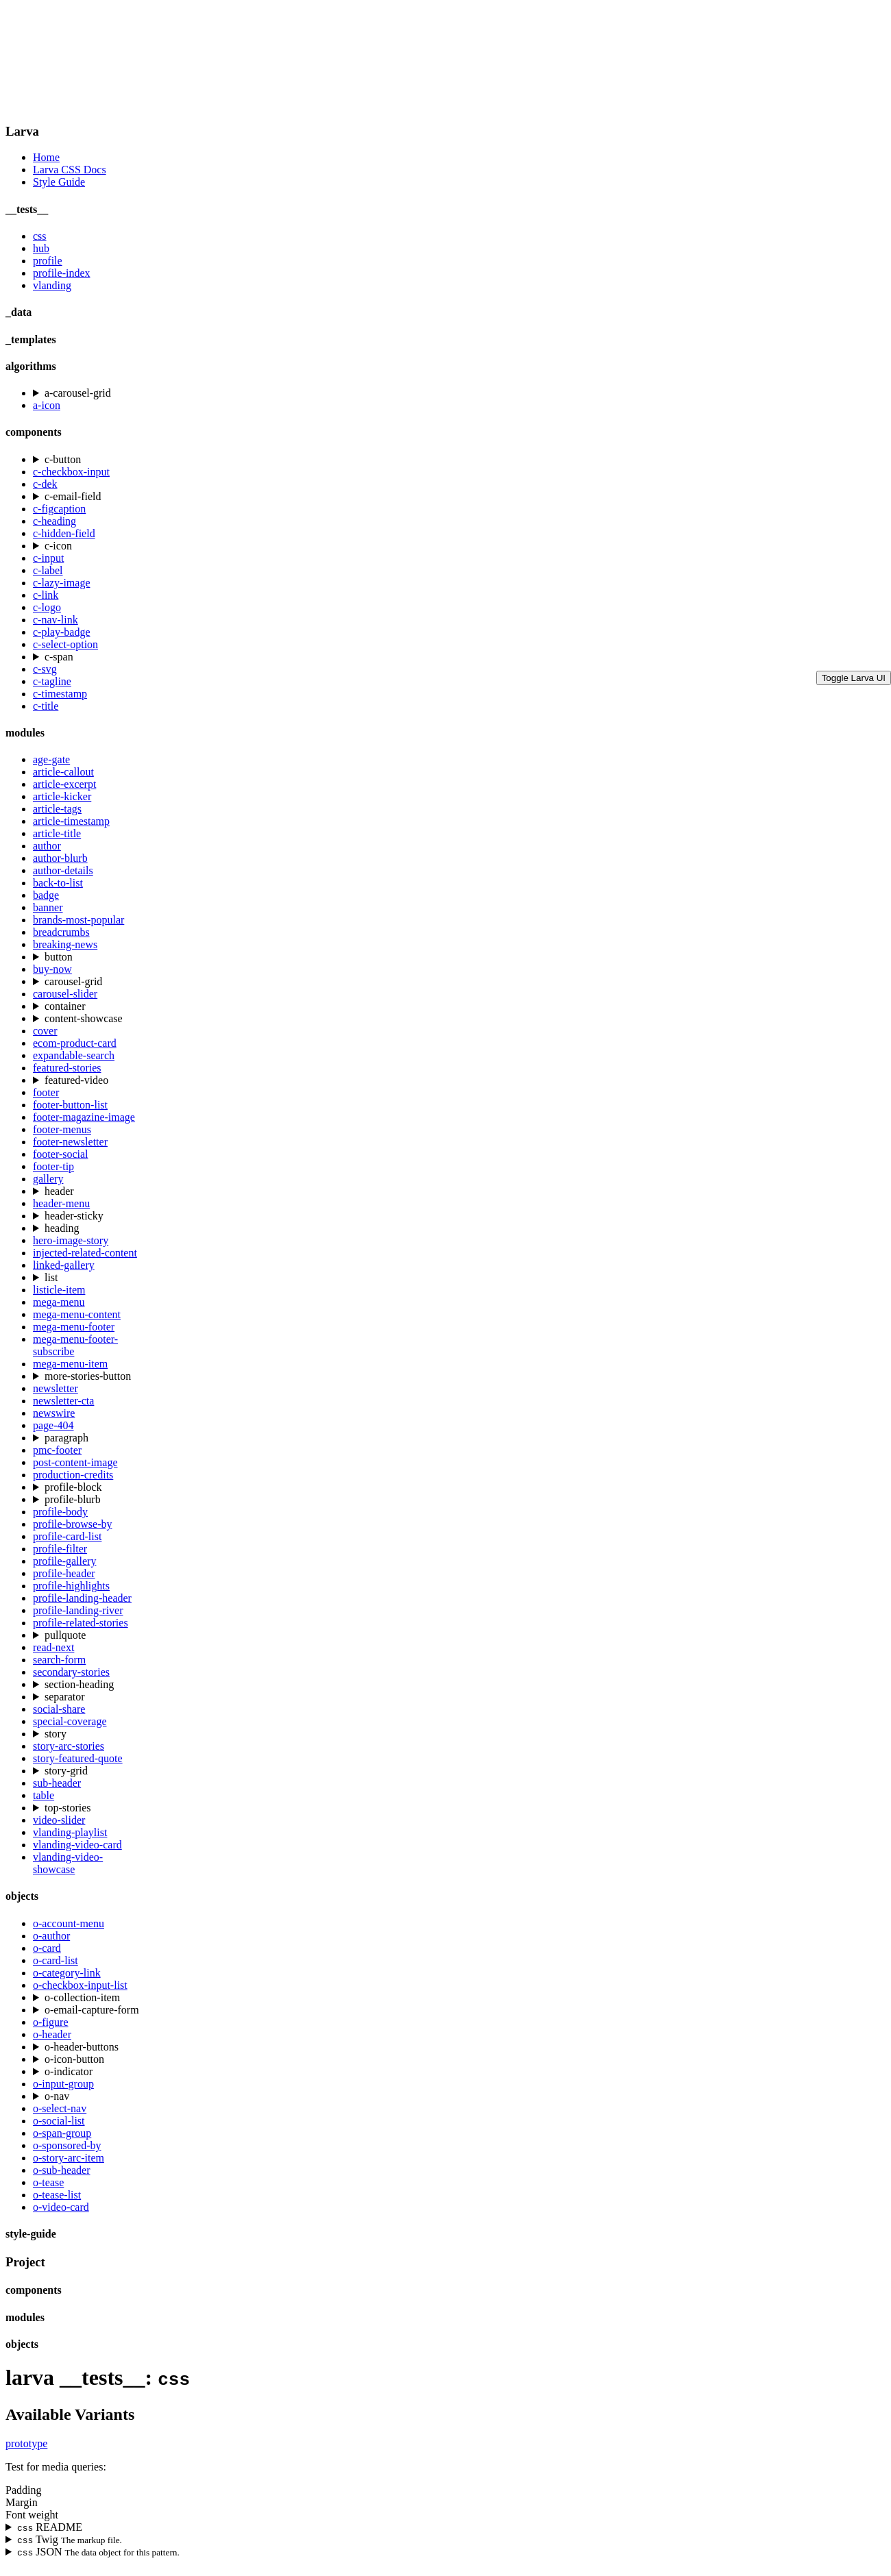 Larva
Home
Larva CSS Docs
Style Guide
__tests__
css
hub
profile
profile-index
vlanding
_data
_templates
algorithms
a-carousel-grid
a-icon
components
c-button
c-checkbox-input
c-dek
c-email-field
c-figcaption
c-heading
c-hidden-field
c-icon
c-input
c-label
c-lazy-image
c-link
c-logo
c-nav-link
c-play-badge
c-select-option
c-span
c-svg
Toggle Larva UI
c-tagline
c-timestamp
c-title
modules
age-gate
article-callout
article-excerpt
article-kicker
article-tags
article-timestamp
article-title
author
author-blurb
author-details
back-to-list
badge
banner
brands-most-popular
breadcrumbs
breaking-news
button
buy-now
carousel-grid
carousel-slider
container
content-showcase
cover
ecom-product-card
expandable-search
featured-stories
featured-video
footer
footer-button-list
footer-magazine-image
footer-menus
footer-newsletter
footer-social
footer-tip
gallery
header
header-menu
header-sticky
heading
hero-image-story
injected-related-content
linked-gallery
list
listicle-item
mega-menu
mega-menu-content
mega-menu-footer
mega-menu-footer-
subscribe
mega-menu-item
more-stories-button
newsletter
newsletter-cta
newswire
page-404
paragraph
pmc-footer
post-content-image
production-credits
profile-block
profile-blurb
profile-body
profile-browse-by
profile-card-list
profile-filter
profile-gallery
profile-header
profile-highlights
profile-landing-header
profile-landing-river
profile-related-stories
pullquote
read-next
search-form
secondary-stories
section-heading
separator
social-share
special-coverage
story
story-arc-stories
story-featured-quote
story-grid
sub-header
table
top-stories
video-slider
vlanding-playlist
vlanding-video-card
vlanding-video-
showcase
objects
o-account-menu
o-author
o-card
o-card-list
o-category-link
o-checkbox-input-list
o-collection-item
o-email-capture-form
o-figure
o-header
o-header-buttons
o-icon-button
o-indicator
o-input-group
o-nav
o-select-nav
o-social-list
o-span-group
o-sponsored-by
o-story-arc-item
o-sub-header
o-tease
o-tease-list
o-video-card
style-guide
Project
components
modules
objects
larva __tests__: css
Available Variants
prototype
Test for media queries:
Padding
Margin
Font weight
css README
css Twig The markup file.
css JSON The data object for this pattern.